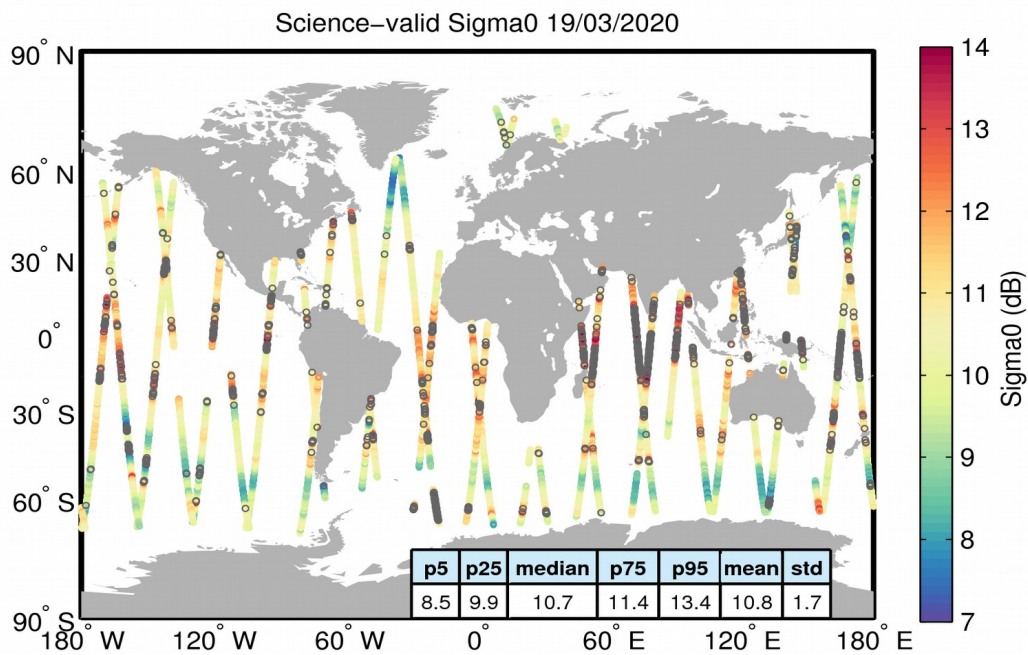 Science−valid Sigma0 19/03/2020
90° N
60° N
30° N
0°
30° S
60° S
90° S
180° W
120° W
60° W
0°
60° E
120° E
180° E
p5 p25 median p75 p95 mean std
8.5 9.9 10.7 11.4 13.4 10.8 1.7
14
13
12
11
10
9
8
7
Sigma0 (dB)